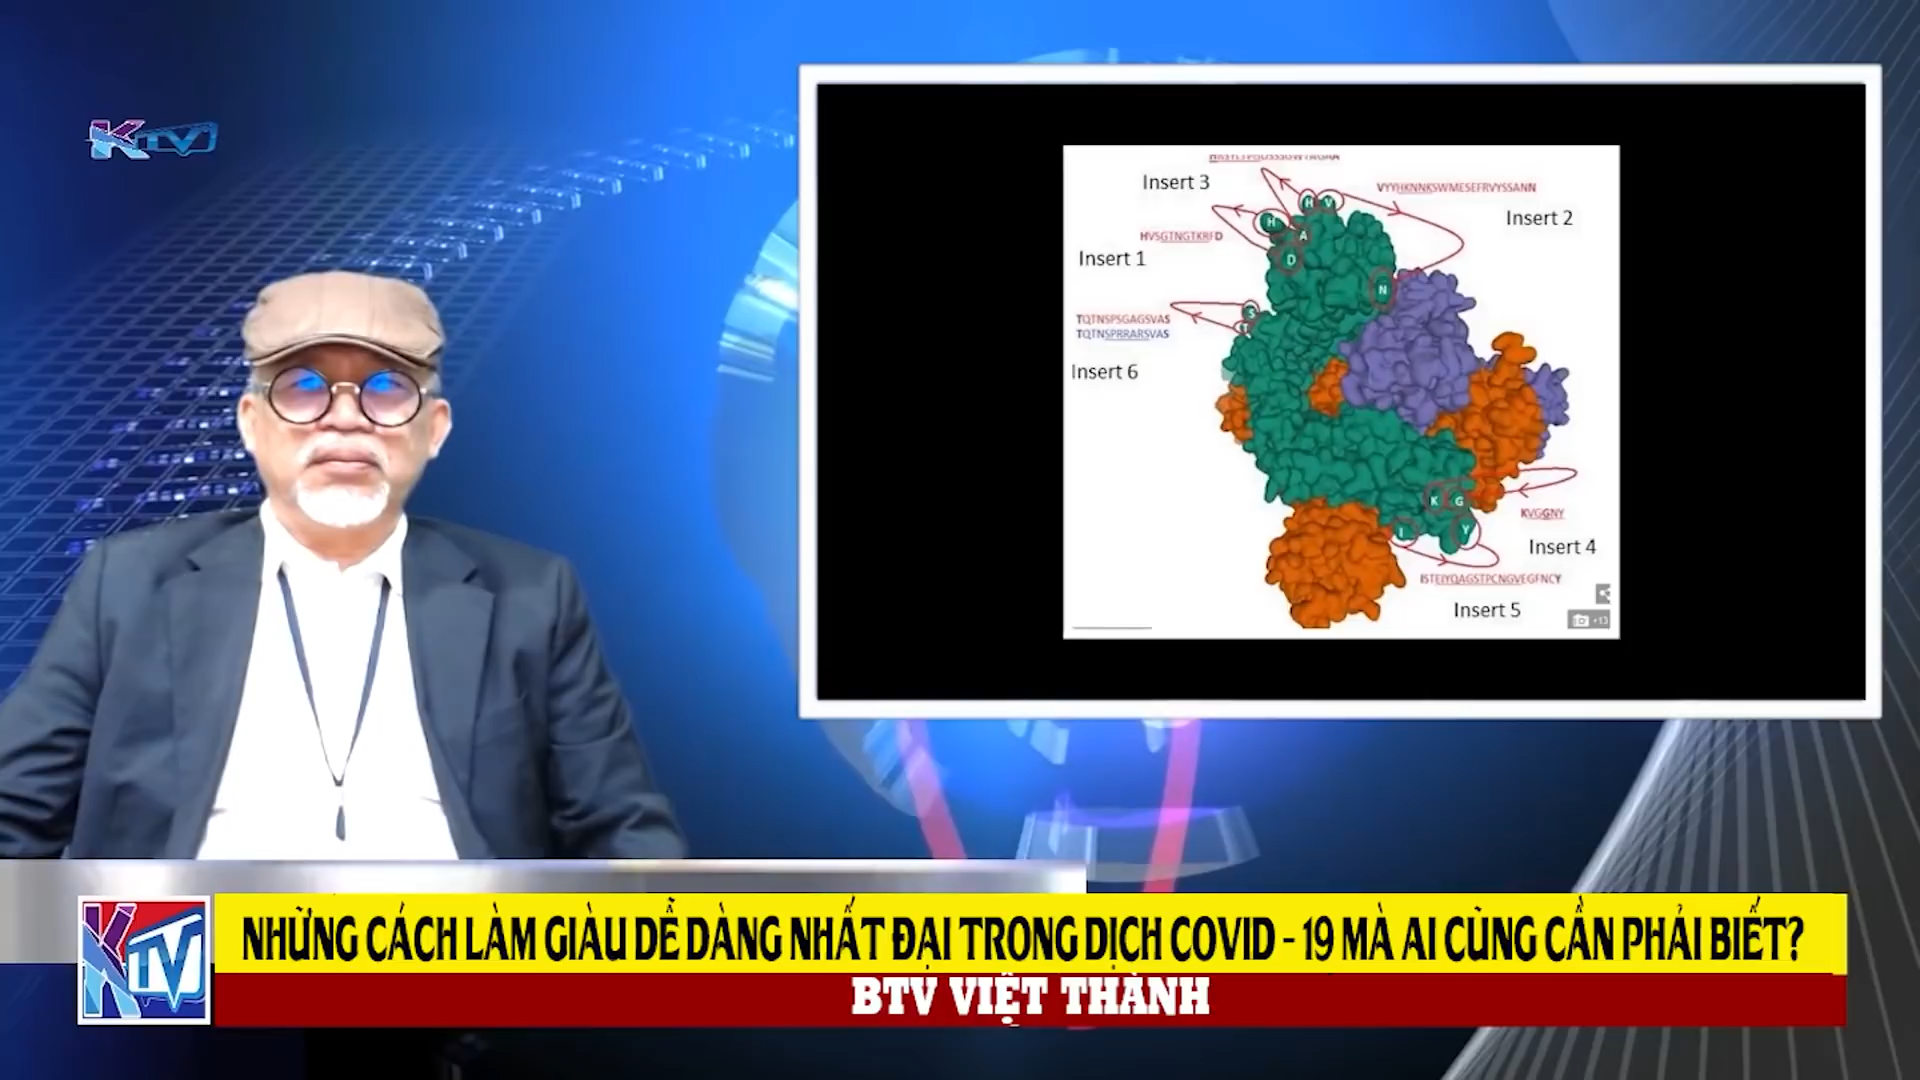 KTV
Insert 3
VYYHKNNKSWMESEFRVYSSANN
Insert 2
H
H
V
A
D
N
HVSGTNGTKRFD
Insert 1
S
T
TQTNSPSGAGSVAS
TQTNSPRRARSVAS
Insert 6
K
G
I
Y
KVGGNY
Insert 4
ISTEIYQAGSTPCNGVEGFNCY
Insert 5
+13
KTV
NHỮNG CÁCH LÀM GIÀU DỄ DÀNG NHẤT ĐẠI TRONG DỊCH COVID - 19 MÀ AI CŨNG CẦN PHẢI BIẾT?
BTV VIỆT THÀNH